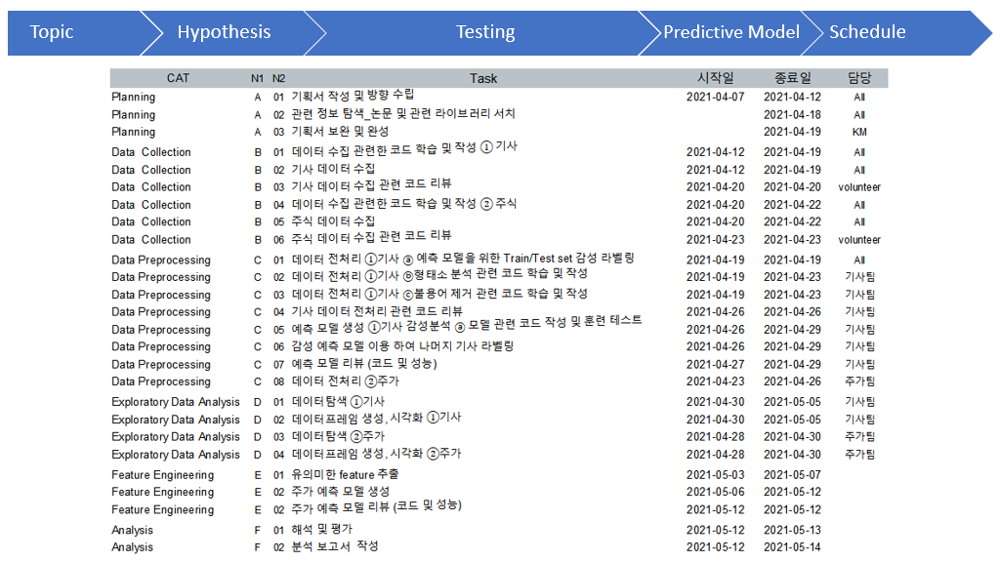 Topic Hypothesis Testing Predictive Model Schedule
CAT N1 N2 Task 시작일 종료일 담당
Planning A 01 기획서 작성 및 방향 수립 2021-04-07 2021-04-12 All
Planning A 02 관련 정보 탐색_논문 및 관련 라이브러리 서치 2021-04-18 All
Planning A 03 기획서 보완 및 완성 2021-04-19 KM
Data Collection B 01 데이터 수집 관련한 코드 학습 및 작성 ①기사 2021-04-12 2021-04-19 All
Data Collection B 02 기사 데이터 수집 2021-04-12 2021-04-19 All
Data Collection B 03 기사 데이터 수집 관련 코드 리뷰 2021-04-20 2021-04-20 volunteer
Data Collection B 04 데이터 수집 관련한 코드 학습 및 작성 ②주식 2021-04-20 2021-04-22 All
Data Collection B 05 주식 데이터 수집 2021-04-20 2021-04-22 All
Data Collection B 06 주식 데이터 수집 관련 코드 리뷰 2021-04-23 2021-04-23 volunteer
Data Preprocessing C 01 데이터 전처리 ①기사 ⓐ 예측 모델을 위한 Train/Test set 감성 라벨링 2021-04-19 2021-04-19 All
Data Preprocessing C 02 데이터 전처리 ①기사 ⓑ형태소 분석 관련 코드 학습 및 작성 2021-04-19 2021-04-23 기사팀
Data Preprocessing C 03 데이터 전처리 ①기사 ⓒ불용어 제거 관련 코드 학습 및 작성 2021-04-19 2021-04-23 기사팀
Data Preprocessing C 04 기사 데이터 전처리 관련 코드 리뷰 2021-04-26 2021-04-26 기사팀
Data Preprocessing C 05 예측 모델 생성 ①기사 감성분석 ⓐ 모델 관련 코드 작성 및 훈련 테스트 2021-04-26 2021-04-29 기사팀
Data Preprocessing C 06 감성 예측 모델 이용 하여 나머지 기사 라벨링 2021-04-26 2021-04-29 기사팀
Data Preprocessing C 07 예측 모델 리뷰 (코드 및 성능) 2021-04-27 2021-04-29 기사팀
Data Preprocessing C 08 데이터 전처리 ②주가 2021-04-23 2021-04-26 주가팀
Exploratory Data Analysis D 01 데이터탐색 ①기사 2021-04-30 2021-05-05 기사팀
Exploratory Data Analysis D 02 데이터프레임 생성, 시각화 ①기사 2021-04-30 2021-05-05 기사팀
Exploratory Data Analysis D 03 데이터탐색 ②주가 2021-04-28 2021-04-30 주가팀
Exploratory Data Analysis D 04 데이터프레임 생성, 시각화 ②주가 2021-04-28 2021-04-30 주가팀
Feature Engineering E 01 유의미한 feature 추출 2021-05-03 2021-05-07
Feature Engineering E 02 주가 예측 모델 생성 2021-05-06 2021-05-12
Feature Engineering E 02 주가 예측 모델 리뷰 (코드 및 성능) 2021-05-12 2021-05-12
Analysis F 01 해석 및 평가 2021-05-12 2021-05-13
Analysis F 02 분석 보고서 작성 2021-05-12 2021-05-14